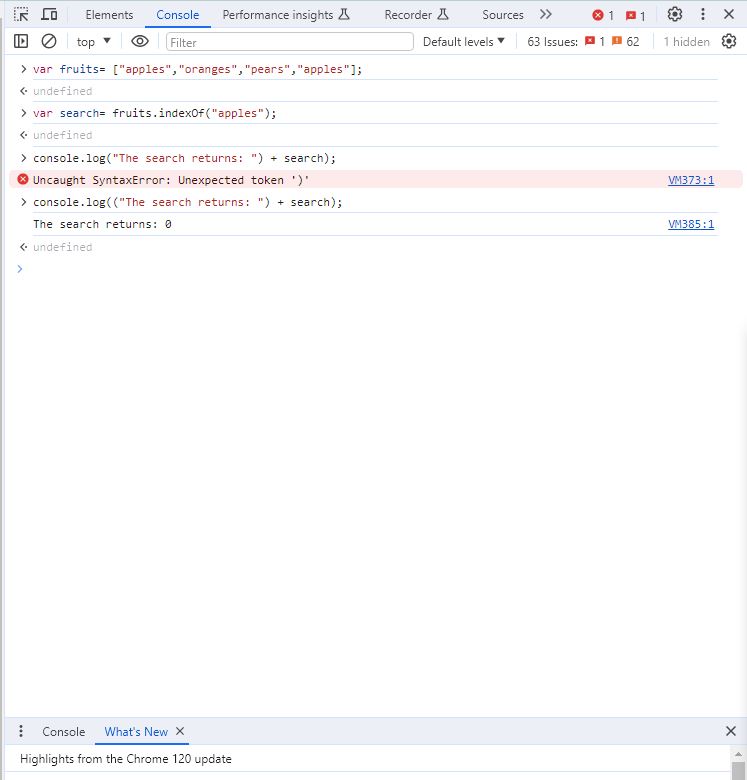 Elements Console Performance insights Recorder Sources 1 1
top Filter Default levels 63 Issues: 1 62 1 hidden
var fruits= ["apples","oranges","pears","apples"];
undefined
var search= fruits.indexOf("apples");
undefined
console.log("The search returns: ") + search);
Uncaught SyntaxError: Unexpected token ')' VM373:1
console.log(("The search returns: ") + search);
The search returns: 0 VM385:1
undefined
Console What's New
Highlights from the Chrome 120 update